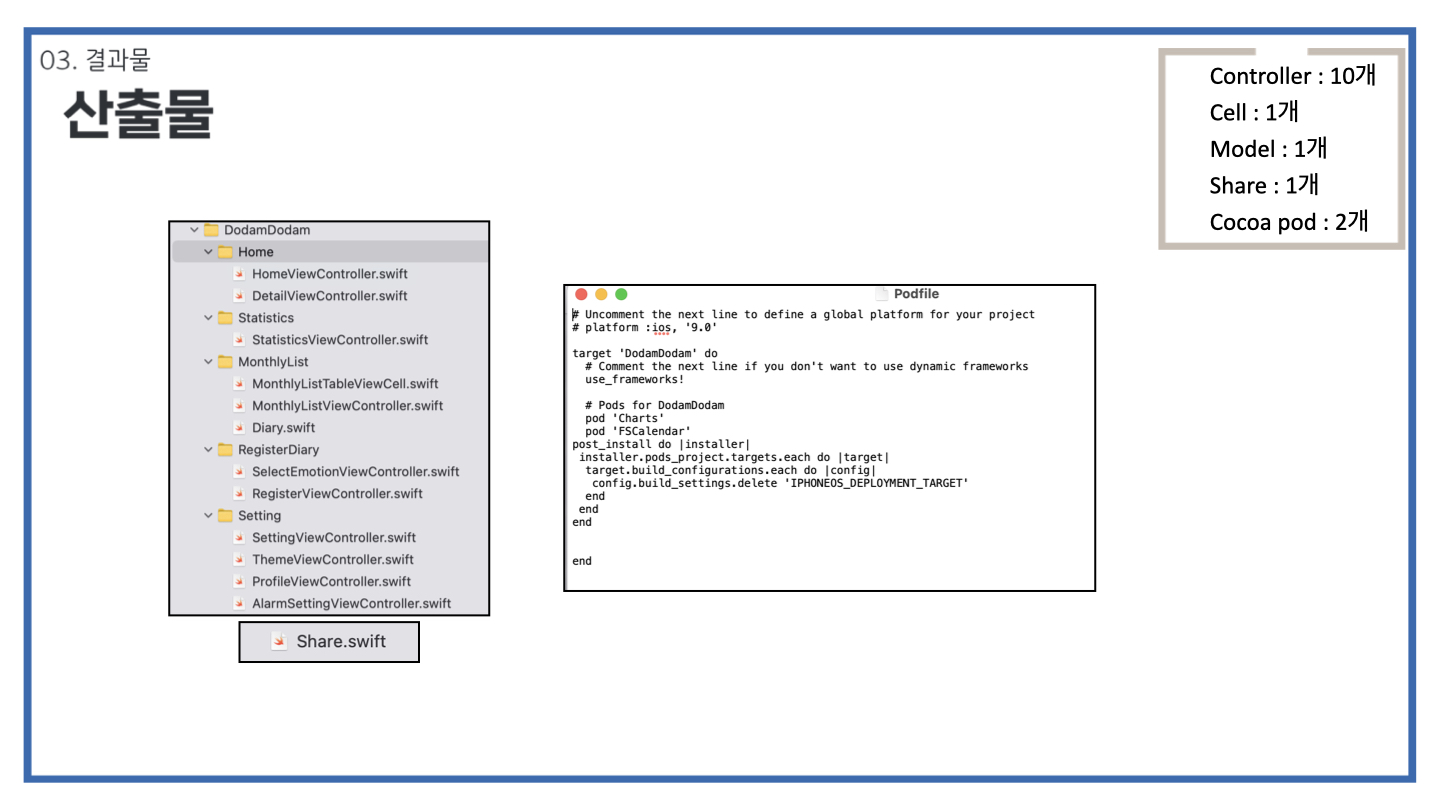 03. 결과물
산출물
Controller : 10개
Cell : 1개
Model : 1개
Share : 1개
Cocoa pod : 2개
DodamDodam
Home
HomeViewController.swift
DetailViewController.swift
Statistics
StatisticsViewController.swift
MonthlyList
MonthlyListTableViewCell.swift
MonthlyListViewController.swift
Diary.swift
RegisterDiary
SelectEmotionViewController.swift
RegisterViewController.swift
Setting
SettingViewController.swift
ThemeViewController.swift
ProfileViewController.swift
AlarmSettingViewController.swift
Share.swift
Podfile
# Uncomment the next line to define a global platform for your project
# platform :ios, '9.0'
target 'DodamDodam' do
# Comment the next line if you don't want to use dynamic frameworks
use_frameworks!
# Pods for DodamDodam
pod 'Charts'
pod 'FSCalendar'
post_install do |installer|
installer.pods_project.targets.each do |target|
target.build_configurations.each do |config|
config.build_settings.delete 'IPHONEOS_DEPLOYMENT_TARGET'
end
end
end
end